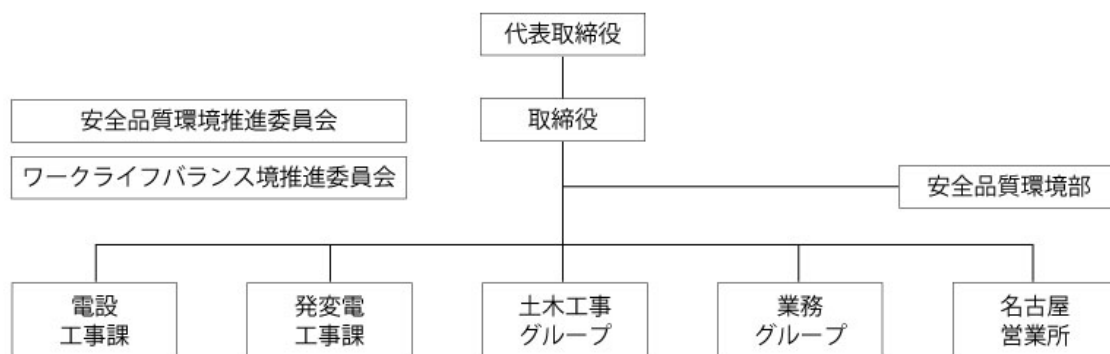 代表取締役
取締役
安全品質環境推進委員会
ワークライフバランス境推進委員会
安全品質環境部
電設
工事課
発変電
工事課
土木工事
グループ
業務
グループ
名古屋
営業所